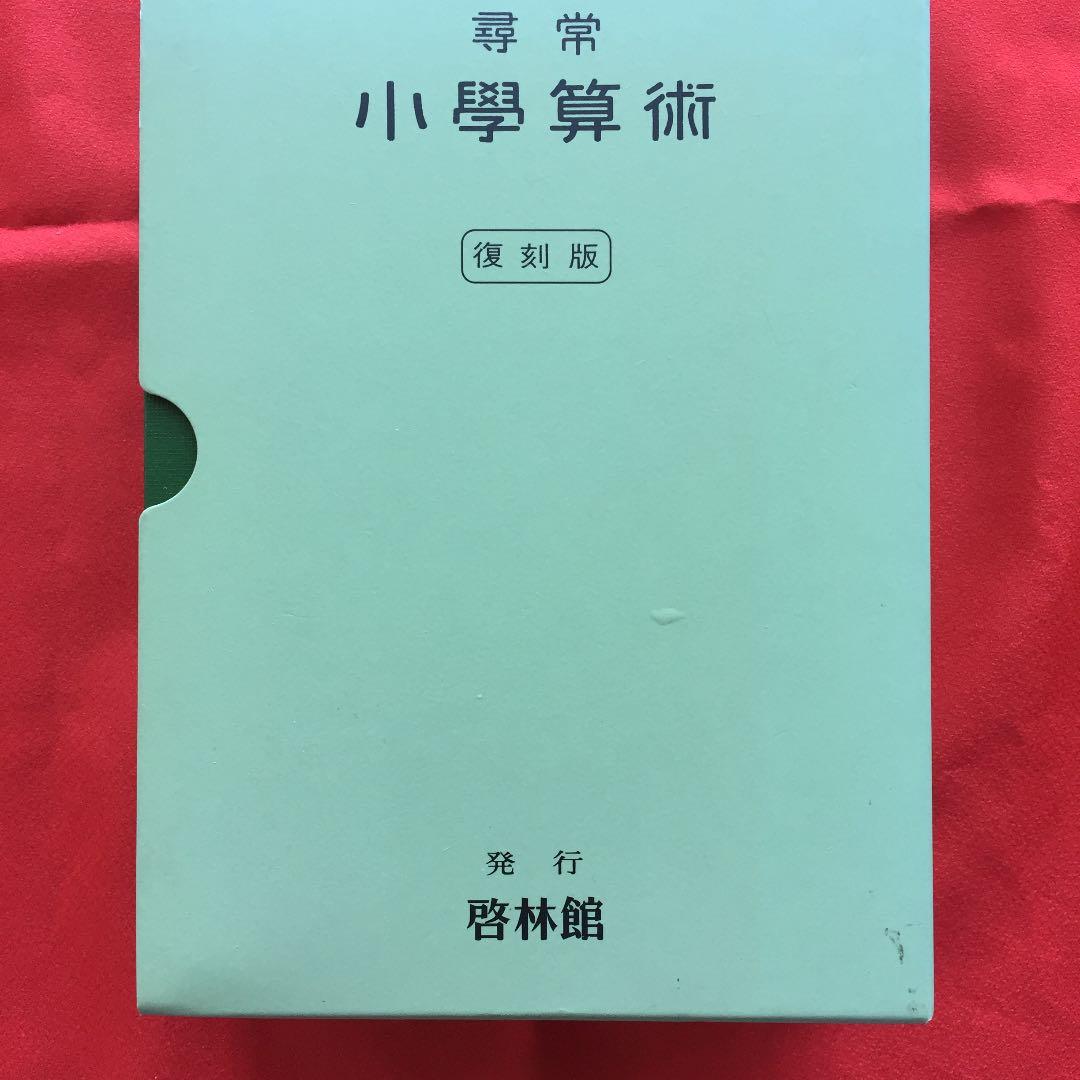 尋常
小學算術
復刻版
発行
啓林館